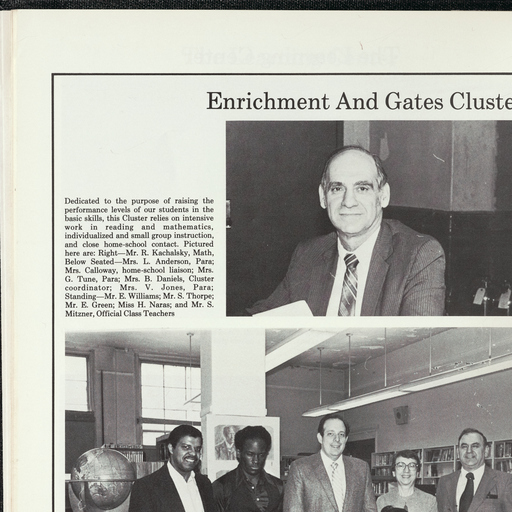 Enrichment And Gates Cluste
Dedicated to the purpose of raising the
performance levels of our students in the
basic skills, this Cluster relies on intensive
work in reading and mathematics,
individualized and small group instruction,
and close home-school contact. Pictured
here are: Right—Mr. R. Kachalsky, Math,
Below Seated—Mrs. L. Anderson, Para;
Mrs. Calloway, home-school liaison; Mrs.
G. Tune, Para; Mrs. B. Daniels, Cluster
coordinator; Mrs. V. Jones, Para;
Standing—Mr. E. Williams; Mr. S. Thorpe;
Mr. E. Green; Miss H. Naras; and Mr. S.
Mitzner, Official Class Teachers